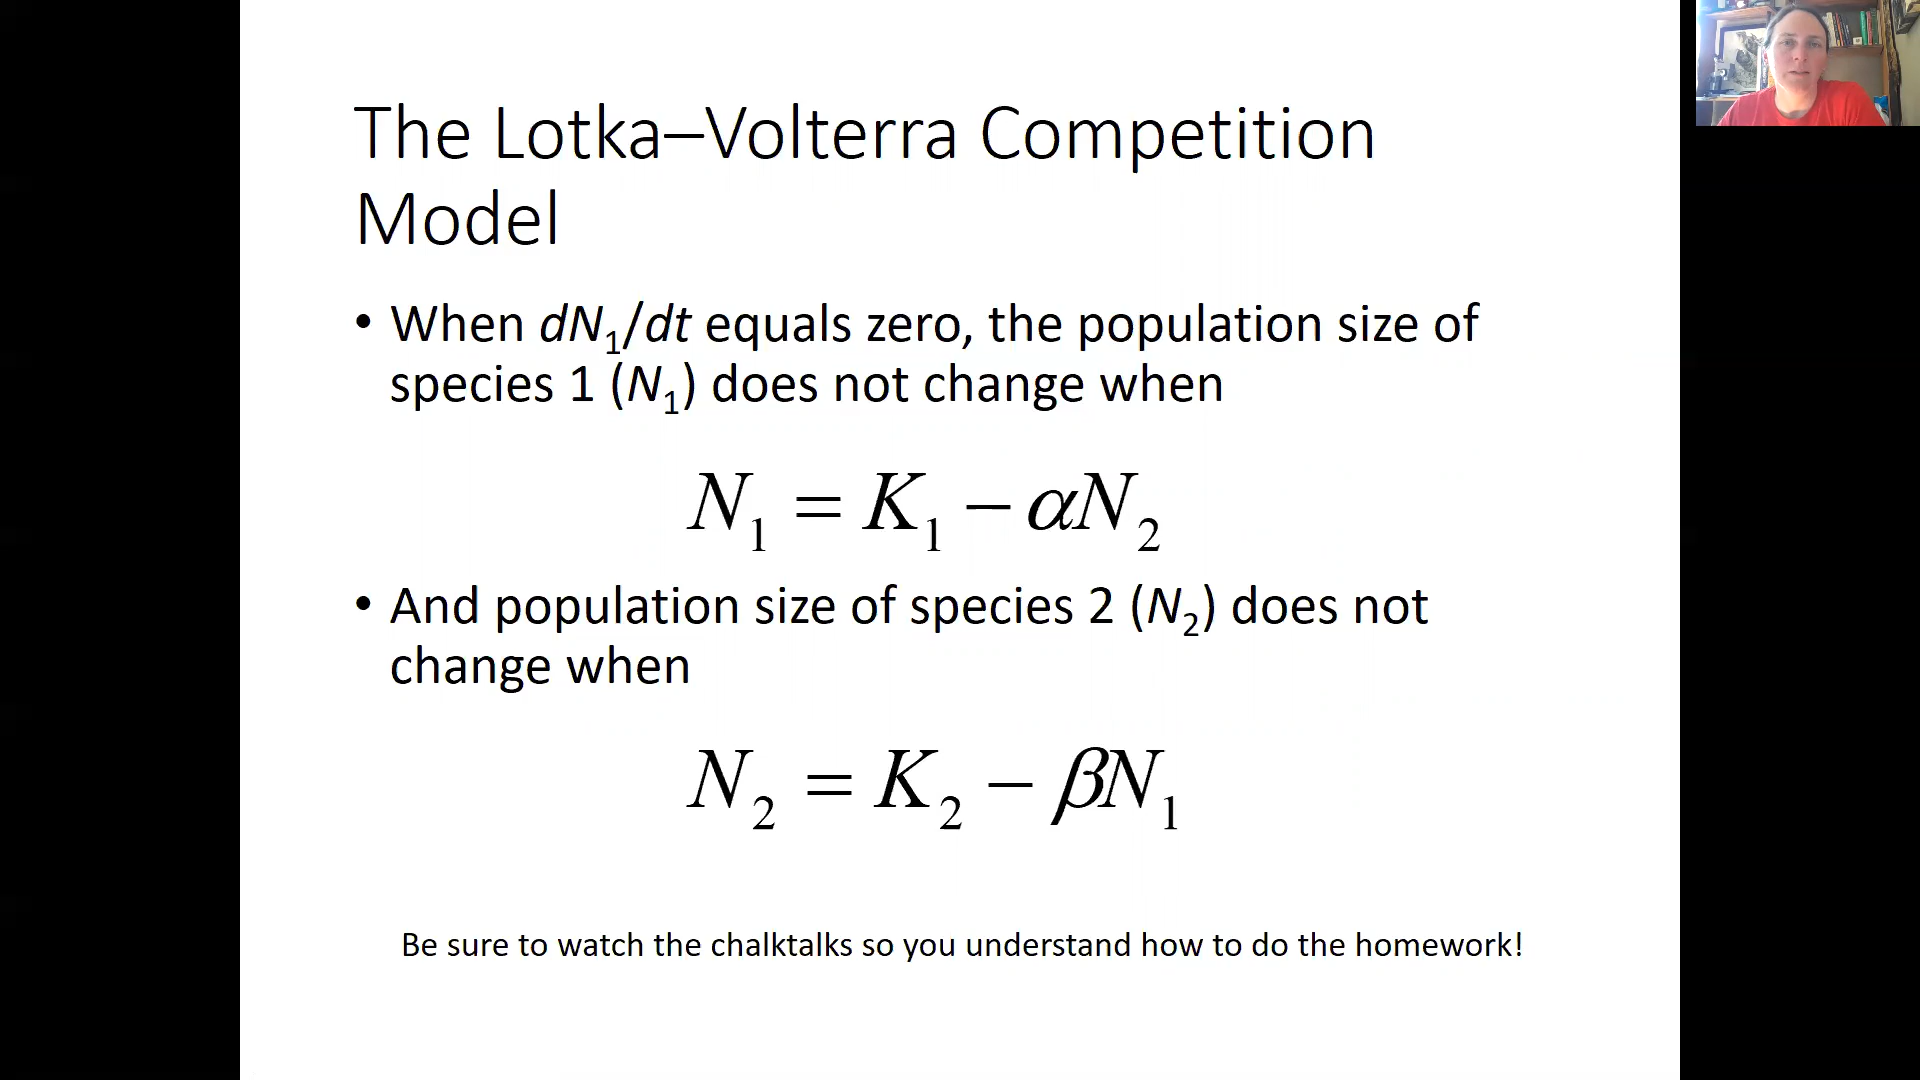 The Lotka–Volterra Competition
Model
• When dN₁/dt equals zero, the population size of
species 1 (N₁) does not change when
N₁ = K₁ − αN₂
• And population size of species 2 (N₂) does not
change when
N₂ = K₂ − βN₁
Be sure to watch the chalktalks so you understand how to do the homework!